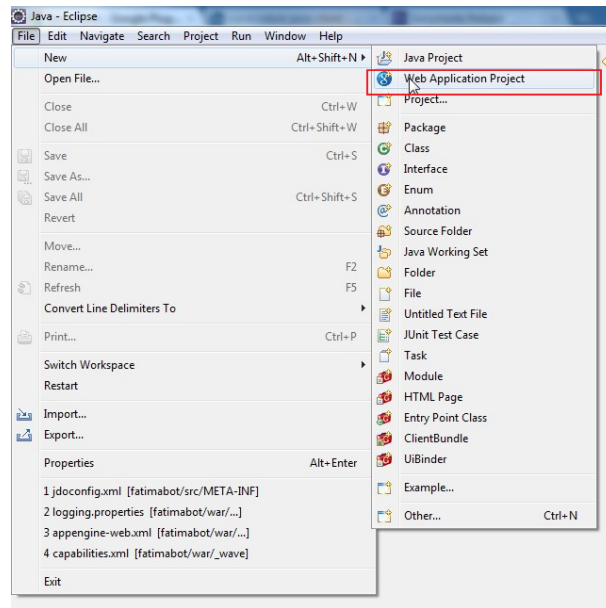 Java - Eclipse
File Edit Navigate Search Project Run Window Help
New Alt+Shift+N
Open File...
Close Ctrl+W
Close All Ctrl+Shift+W
Save Ctrl+S
Save As...
Save All Ctrl+Shift+S
Revert
Move...
Rename... F2
Refresh F5
Convert Line Delimiters To
Print... Ctrl+P
Switch Workspace
Restart
Import...
Export...
Properties Alt+Enter
1 jdoconfig.xml [fatimabot/src/META-INF]
2 logging.properties [fatimabot/war/...]
3 appengine-web.xml [fatimabot/war/...]
4 capabilities.xml [fatimabot/war/_wave]
Exit
Java Project
Web Application Project
Project...
Package
Class
Interface
Enum
Annotation
Source Folder
Java Working Set
Folder
File
Untitled Text File
JUnit Test Case
Task
Module
HTML Page
Entry Point Class
ClientBundle
UiBinder
Example...
Other... Ctrl+N